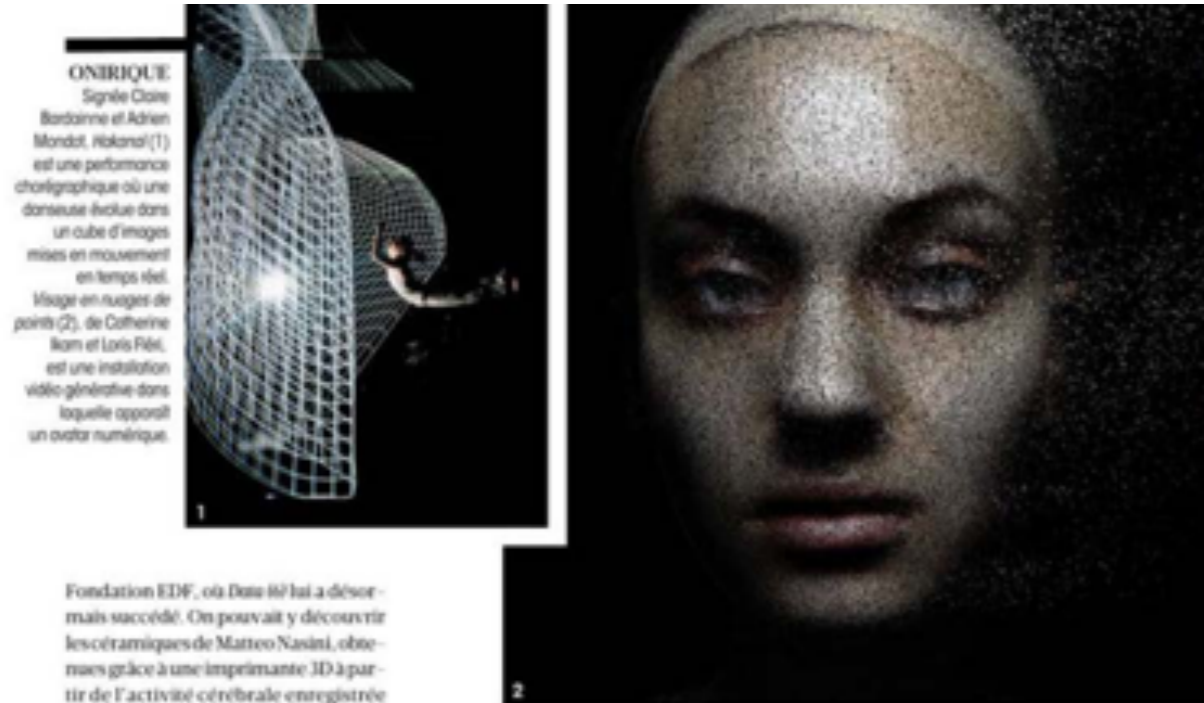 ONIRIQUE
Signée Claire
Bardainne et Adrien
Mondot, Hakanaï (1)
est une performance
chorégraphique où une
danseuse évolue dans
un cube d'images
mises en mouvement
en temps réel.
Visage en nuages de
points (2), de Catherine
Ikam et Loris Fléri,
est une installation
vidéo générative dans
laquelle apparaît
un avatar numérique.
1
2
Fondation EDF, où Data lui a désor-
mais succédé. On pouvait y découvrir
les céramiques de Matteo Nasini, obte-
nues grâce à une imprimante 3D à par-
tir de l'activité cérébrale enregistrée